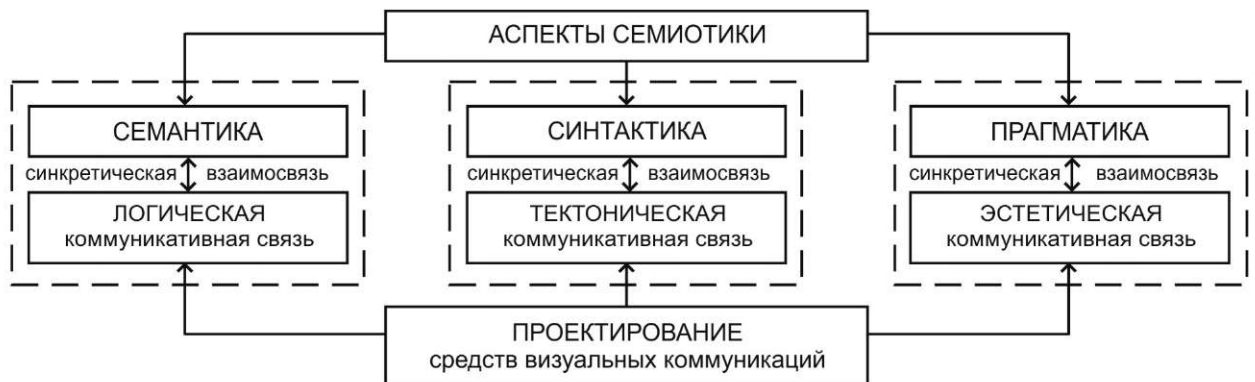 АСПЕКТЫ СЕМИОТИКИ
СЕМАНТИКА
синкретическая взаимосвязь
ЛОГИЧЕСКАЯ
коммуникативная связь
СИНТАКТИКА
синкретическая взаимосвязь
ТЕКТОНИЧЕСКАЯ
коммуникативная связь
ПРАГМАТИКА
синкретическая взаимосвязь
ЭСТЕТИЧЕСКАЯ
коммуникативная связь
ПРОЕКТИРОВАНИЕ
средств визуальных коммуникаций